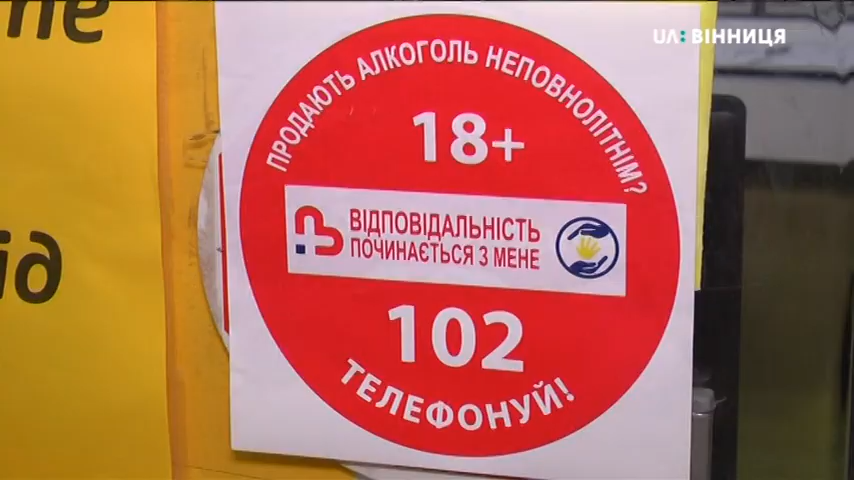 UA: ВІННИЦЯ
ПРОДАЮТЬ АЛКОГОЛЬ НЕПОВНОЛІТНІМ?
18+
ВІДПОВІДАЛЬНІСТЬ
ПОЧИНАЄТЬСЯ З МЕНЕ
102
ТЕЛЕФОНУЙ!